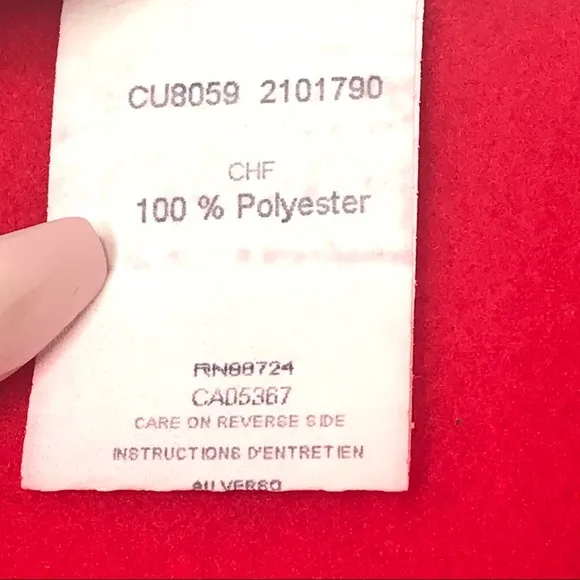 CU8059 2101790
CHF
100 % Polyester
RN88724
CA05367
CARE ON REVERSE SIDE
INSTRUCTIONS D'ENTRETIEN
AU VERSO